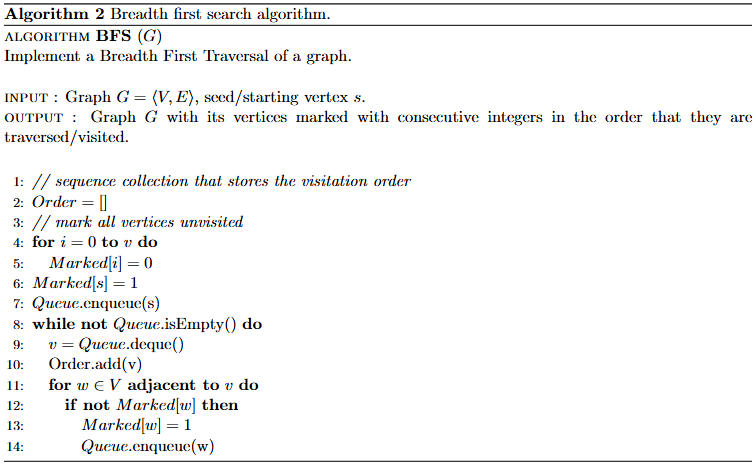 Algorithm 2 Breadth first search algorithm.
ALGORITHM BFS (G)
Implement a Breadth First Traversal of a graph.
INPUT : Graph G = ⟨V, E⟩, seed/starting vertex s.
OUTPUT : Graph G with its vertices marked with consecutive integers in the order that they are
traversed/visited.
1: // sequence collection that stores the visitation order
2: Order = []
3: // mark all vertices unvisited
4: for i = 0 to v do
5: Marked[i] = 0
6: Marked[s] = 1
7: Queue.enqueue(s)
8: while not Queue.isEmpty() do
9: v = Queue.deque()
10: Order.add(v)
11: for w ∈ V adjacent to v do
12: if not Marked[w] then
13: Marked[w] = 1
14: Queue.enqueue(w)